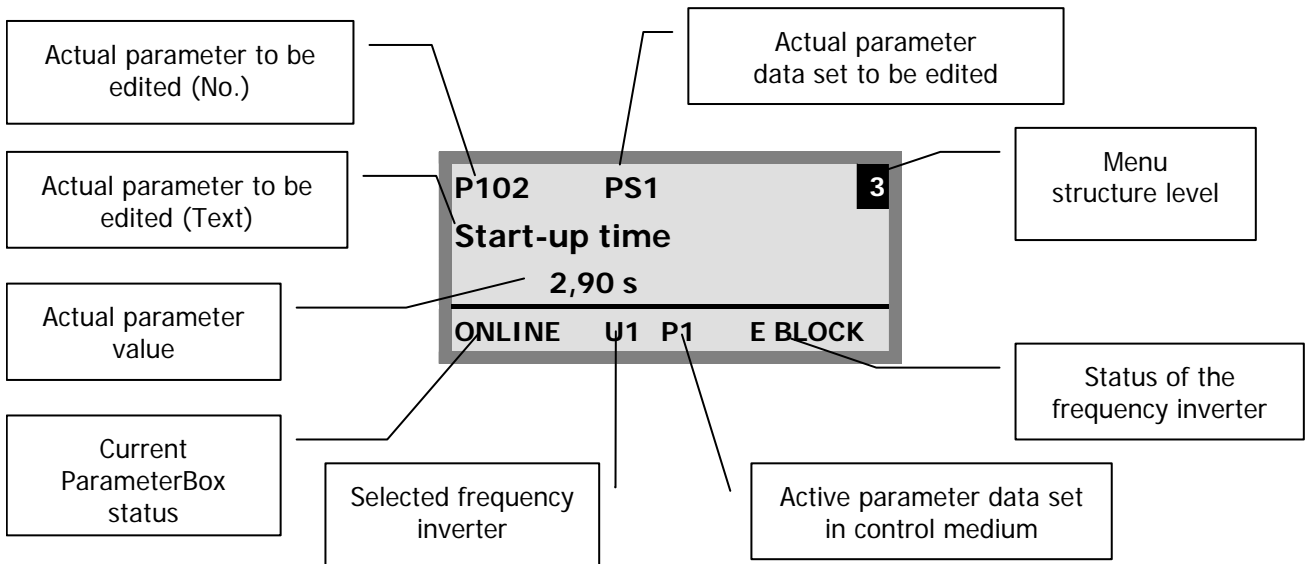 Actual parameter to be
edited (No.)
Actual parameter
data set to be edited
Actual parameter to be
edited (Text)
Menu
structure level
P102 PS1 3
Start-up time
2,90 s
ONLINE U1 P1 E BLOCK
Actual parameter
value
Status of the
frequency inverter
Current
ParameterBox
status
Selected frequency
inverter
Active parameter data set
in control medium